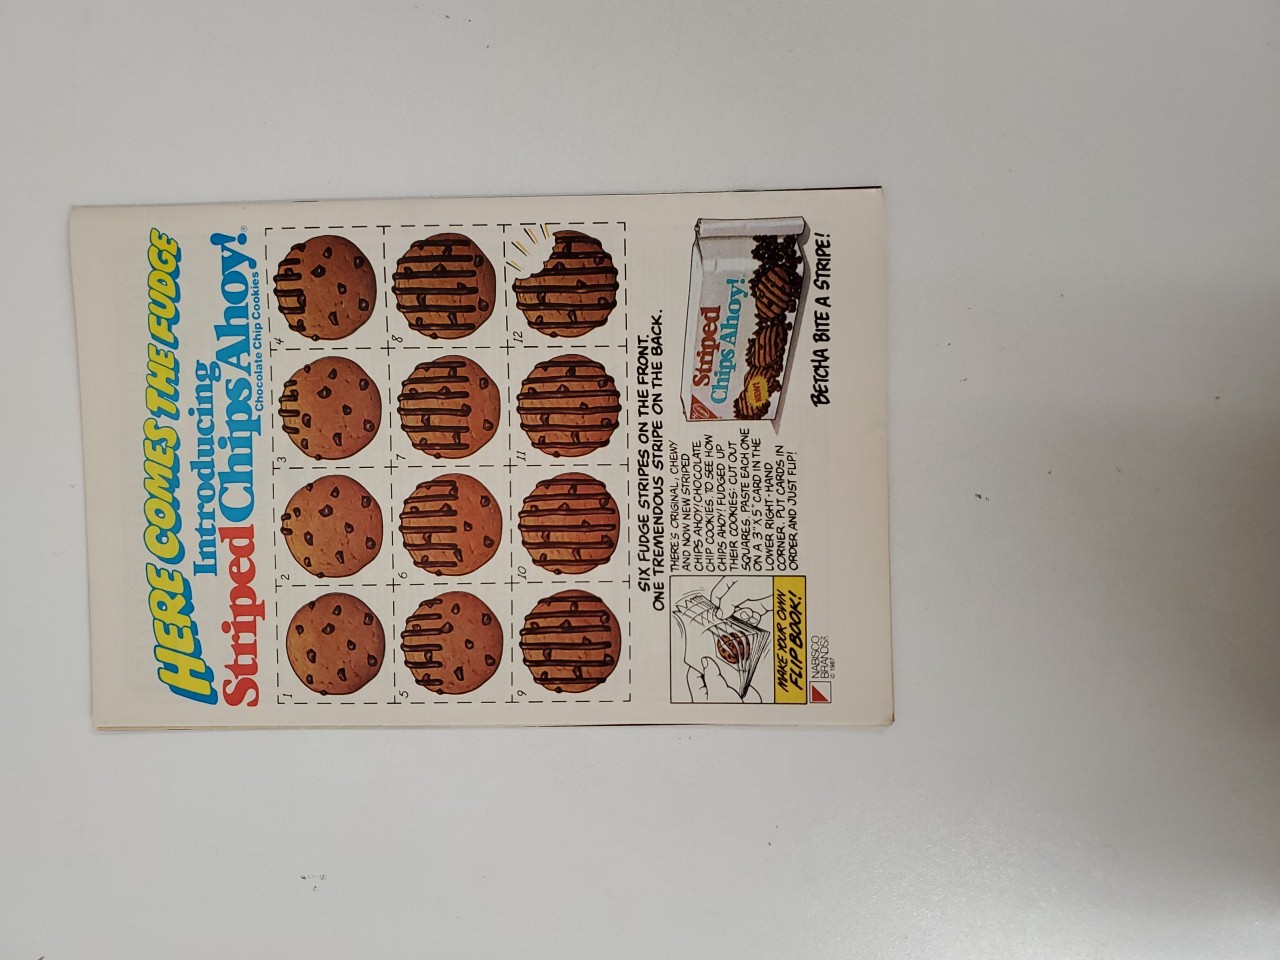 HERE COMES THE FUDGE
Introducing
Striped Chips Ahoy!®
Chocolate Chip Cookies
1
2
3
4
5
6
7
8
9
10
11
12
SIX FUDGE STRIPES ON THE FRONT.
ONE TREMENDOUS STRIPE ON THE BACK.
THERE'S ORIGINAL, CHEWY
AND NOW NEW STRIPED
CHIPS AHOY! CHOCOLATE
CHIP COOKIES. TO SEE HOW
CHIPS AHOY! FUDGED UP
THEIR COOKIES: CUT OUT
SQUARES. PASTE EACH ONE
ON A 3" X 5" CARD IN THE
LOWER RIGHT-HAND
CORNER. PUT CARDS IN
ORDER AND JUST FLIP!
MAKE YOUR OWN
FLIP BOOK!
NABISCO
BRANDS
© 1987
Striped
Chips Ahoy!
NEW!
BETCHA BITE A STRIPE!